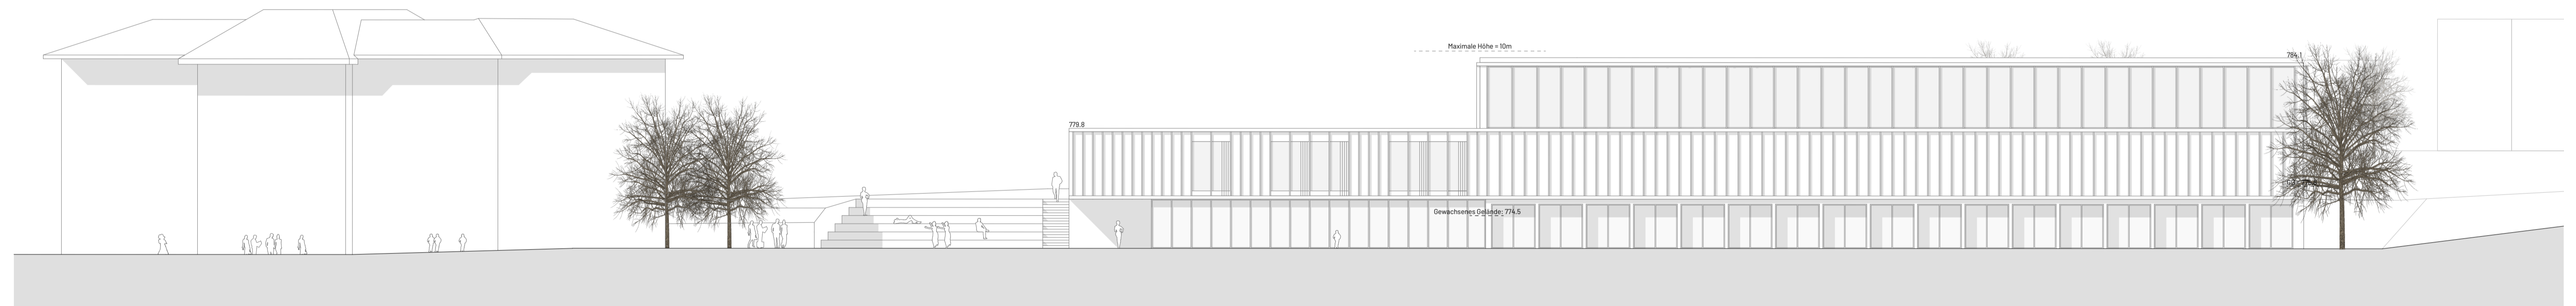 Maximale Höhe = 10m
784.1
779.8
Gewachsenes Gelände: 774,5